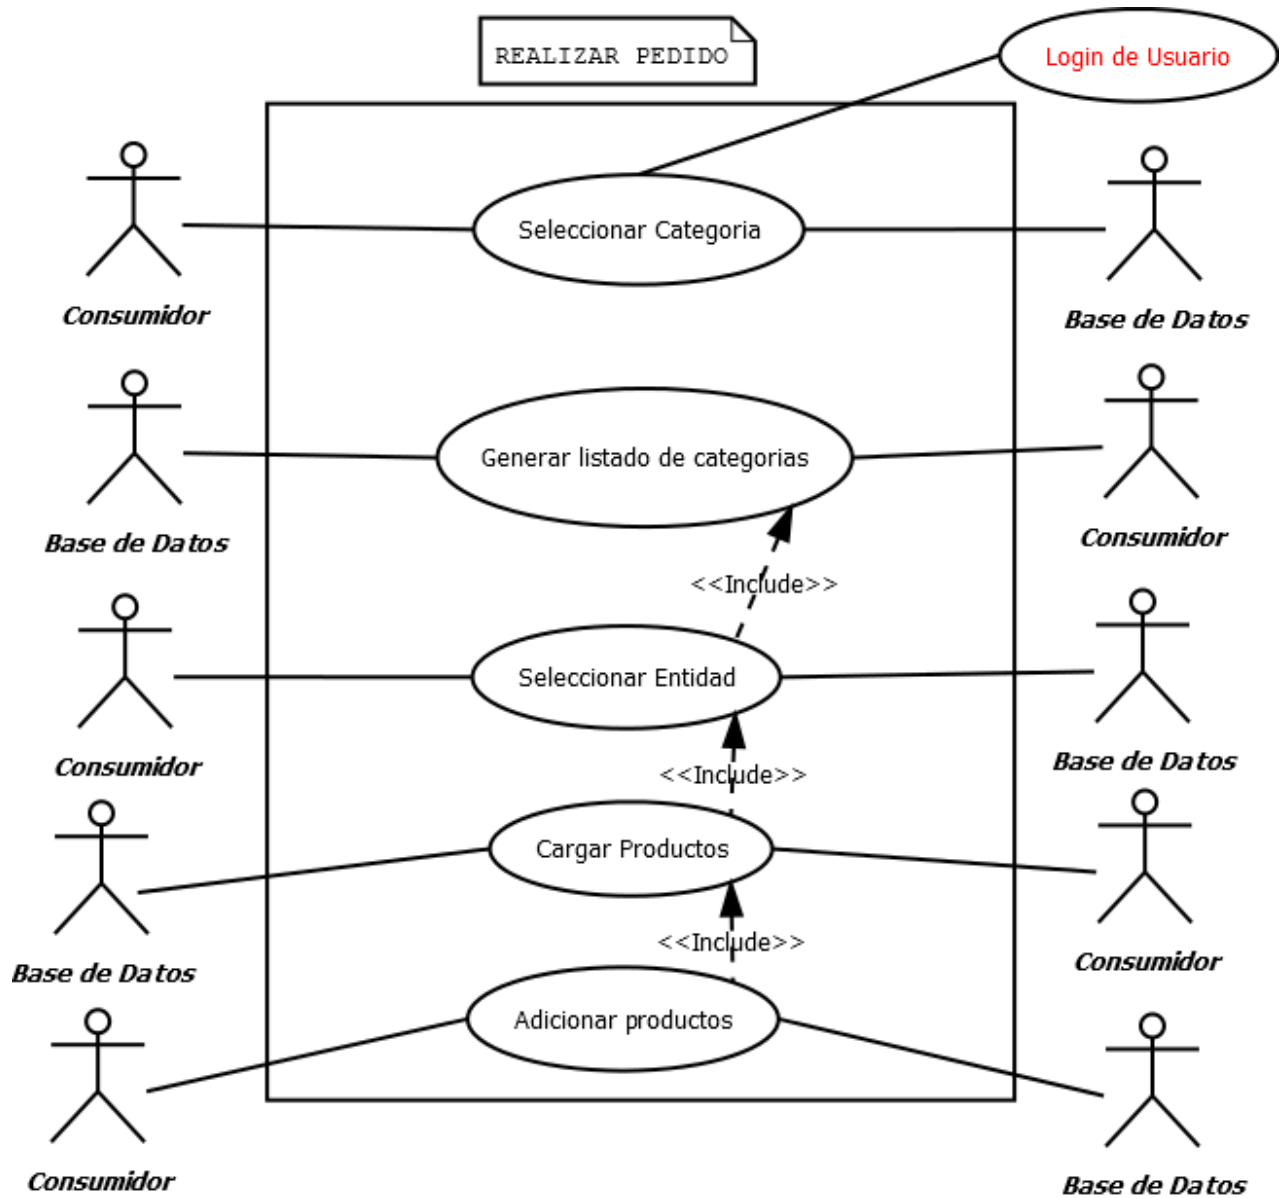 REALIZAR PEDIDO
Login de Usuario
Seleccionar Categoria
Consumidor
Base de Datos
Generar listado de categorias
Base de Datos
Consumidor
<<Include>>
Seleccionar Entidad
Consumidor
Base de Datos
<<Include>>
Cargar Productos
Base de Datos
Consumidor
<<Include>>
Adicionar productos
Consumidor
Base de Datos